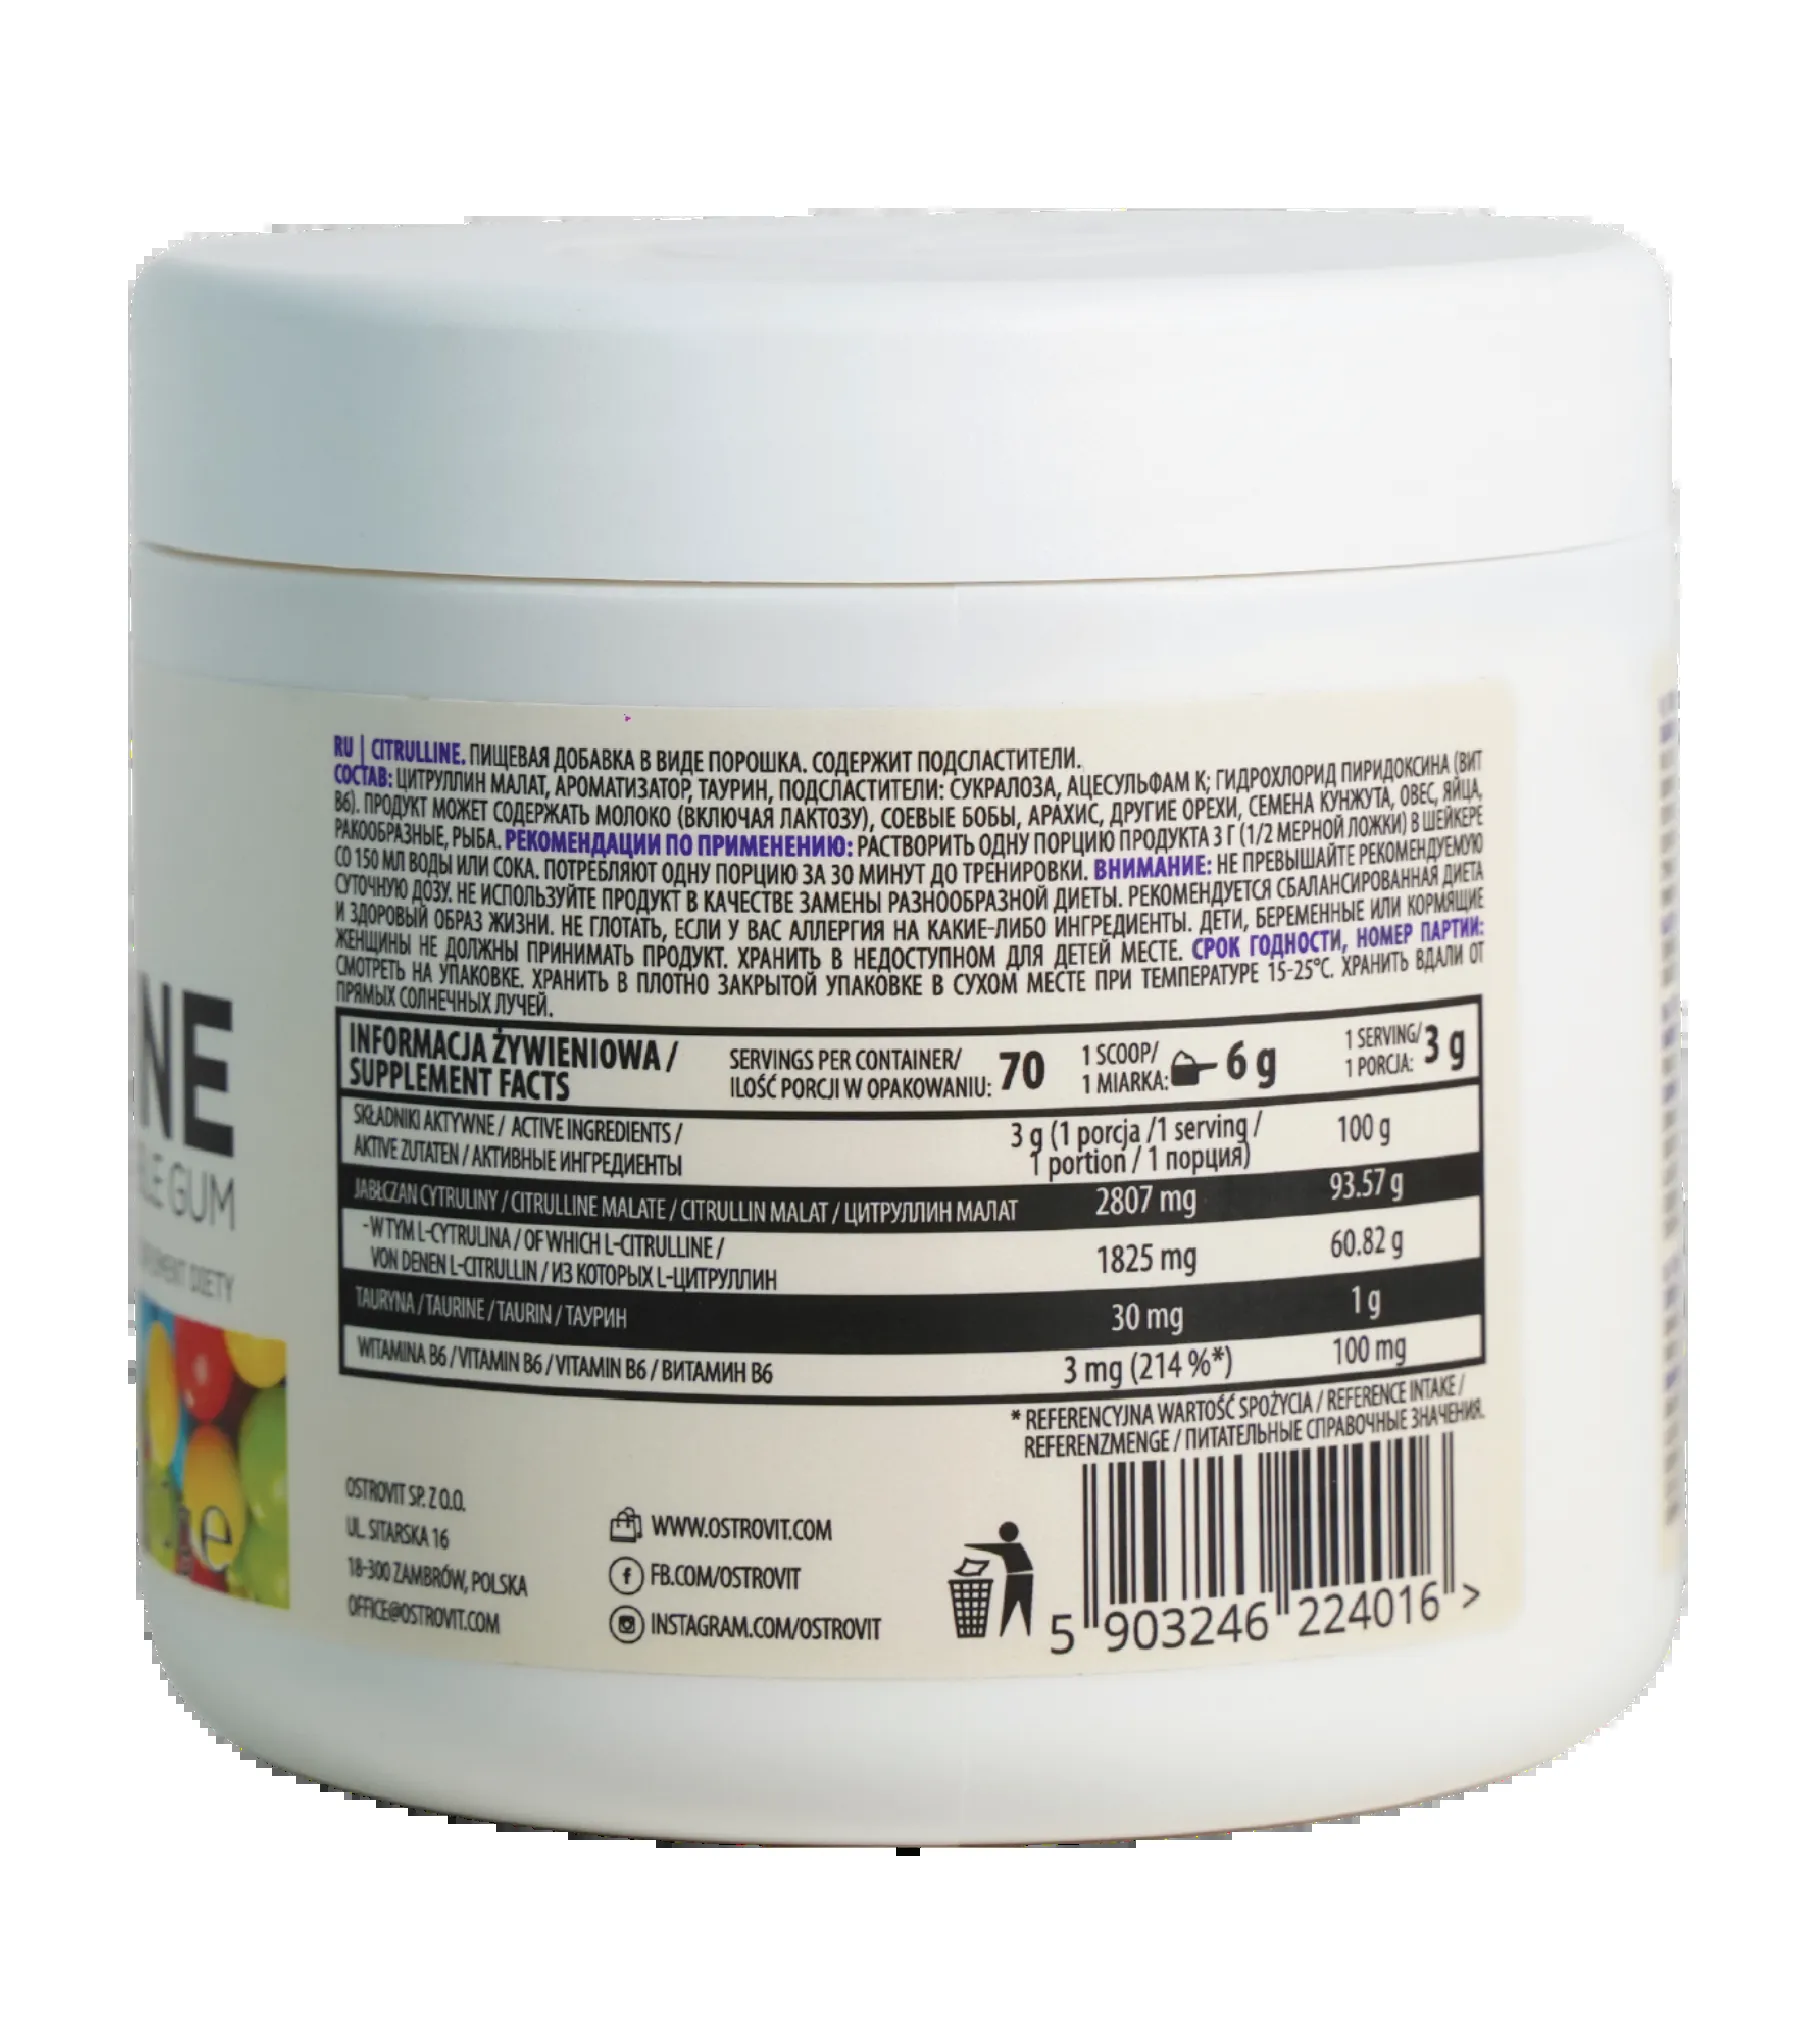 RU | CITRULLINE. ПИЩЕВАЯ ДОБАВКА В ВИДЕ ПОРОШКА. СОДЕРЖИТ ПОДСЛАСТИТЕЛИ.
СОСТАВ: ЦИТРУЛЛИН МАЛАТ, АРОМАТИЗАТОР, ТАУРИН, ПОДСЛАСТИТЕЛИ: СУКРАЛОЗА, АЦЕСУЛЬФАМ К; ГИДРОХЛОРИД ПИРИДОКСИНА (ВИТ
B6). ПРОДУКТ МОЖЕТ СОДЕРЖАТЬ МОЛОКО (ВКЛЮЧАЯ ЛАКТОЗУ), СОЕВЫЕ БОБЫ, АРАХИС, ДРУГИЕ ОРЕХИ, СЕМЕНА КУНЖУТА, ОВЕС, ЯЙЦА,
РАКООБРАЗНЫЕ, РЫБА. РЕКОМЕНДАЦИИ ПО ПРИМЕНЕНИЮ: РАСТВОРИТЬ ОДНУ ПОРЦИЮ ПРОДУКТА 3 Г (1/2 МЕРНОЙ ЛОЖКИ) В ШЕЙКЕРЕ
СО 150 МЛ ВОДЫ ИЛИ СОКА. ПОТРЕБЛЯЮТ ОДНУ ПОРЦИЮ ЗА 30 МИНУТ ДО ТРЕНИРОВКИ. ВНИМАНИЕ: НЕ ПРЕВЫШАЙТЕ РЕКОМЕНДУЕМУЮ
СУТОЧНУЮ ДОЗУ. НЕ ИСПОЛЬЗУЙТЕ ПРОДУКТ В КАЧЕСТВЕ ЗАМЕНЫ РАЗНООБРАЗНОЙ ДИЕТЫ. РЕКОМЕНДУЕТСЯ СБАЛАНСИРОВАННАЯ ДИЕТА
И ЗДОРОВЫЙ ОБРАЗ ЖИЗНИ. НЕ ГЛОТАТЬ, ЕСЛИ У ВАС АЛЛЕРГИЯ НА КАКИЕ-ЛИБО ИНГРЕДИЕНТЫ. ДЕТИ, БЕРЕМЕННЫЕ ИЛИ КОРМЯЩИЕ
ЖЕНЩИНЫ НЕ ДОЛЖНЫ ПРИНИМАТЬ ПРОДУКТ. ХРАНИТЬ В НЕДОСТУПНОМ ДЛЯ ДЕТЕЙ МЕСТЕ. СРОК ГОДНОСТИ, НОМЕР ПАРТИИ:
СМОТРЕТЬ НА УПАКОВКЕ. ХРАНИТЬ В ПЛОТНО ЗАКРЫТОЙ УПАКОВКЕ В СУХОМ МЕСТЕ ПРИ ТЕМПЕРАТУРЕ 15-25°C. ХРАНИТЬ ВДАЛИ ОТ
ПРЯМЫХ СОЛНЕЧНЫХ ЛУЧЕЙ.
INFORMACJA ŻYWIENIOWA /
SUPPLEMENT FACTS
SERVINGS PER CONTAINER/
ILOŚĆ PORCJI W OPAKOWANIU: 70
1 SCOOP/
1 MIARKA: 6 g
1 SERVING/
1 PORCJA: 3 g
SKŁADNIKI AKTYWNE / ACTIVE INGREDIENTS /
AKTIVE ZUTATEN / АКТИВНЫЕ ИНГРЕДИЕНТЫ
3 g (1 porcja /1 serving /
1 portion / 1 порция)
100 g
JABŁCZAN CYTRULINY / CITRULLINE MALATE / CITRULLIN MALAT / ЦИТРУЛЛИН МАЛАТ 2807 mg 93.57 g
-W TYM L-CYTRULINA / OF WHICH L-CITRULLINE /
VON DENEN L-CITRULLIN / ИЗ КОТОРЫХ L-ЦИТРУЛЛИН 1825 mg 60.82 g
TAURYNA / TAURINE / TAURIN / ТАУРИН 30 mg 1 g
WITAMINA B6 / VITAMIN B6 / VITAMIN B6 / ВИТАМИН B6 3 mg (214 %*) 100 mg
* REFERENCYJNA WARTOŚĆ SPOŻYCIA / REFERENCE INTAKE /
REFERENZMENGE / ПИТАТЕЛЬНЫЕ СПРАВОЧНЫЕ ЗНАЧЕНИЯ.
OSTROVIT SP. Z O.O.
UL. SITARSKA 16
18-300 ZAMBRÓW, POLSKA
OFFICE@OSTROVIT.COM
WWW.OSTROVIT.COM
FB.COM/OSTROVIT
INSTAGRAM.COM/OSTROVIT
5 903246 224016 >
NE
GUM
DIETY
e